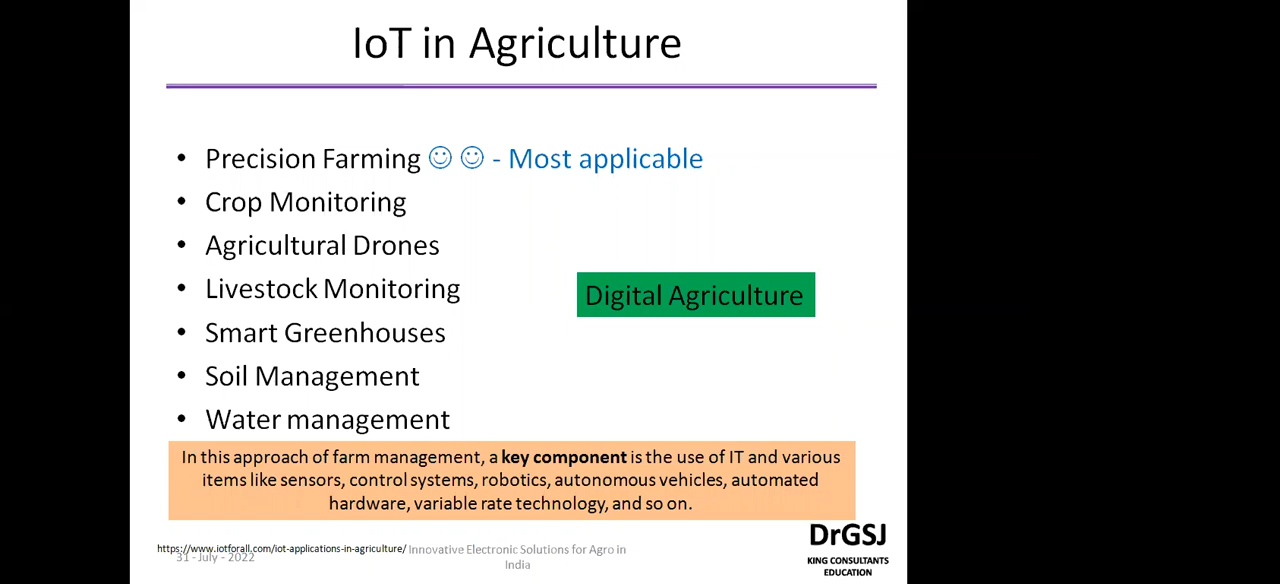 IoT in Agriculture
• Precision Farming ☺ ☺ - Most applicable
• Crop Monitoring
• Agricultural Drones
• Livestock Monitoring
Digital Agriculture
• Smart Greenhouses
• Soil Management
• Water management
In this approach of farm management, a key component is the use of IT and various
items like sensors, control systems, robotics, autonomous vehicles, automated
hardware, variable rate technology, and so on.
https://www.iotforall.com/iot-applications-in-agriculture/
31 - July - 2022
Innovative Electronic Solutions for Agro in
India
DrGSJ
KING CONSULTANTS
EDUCATION